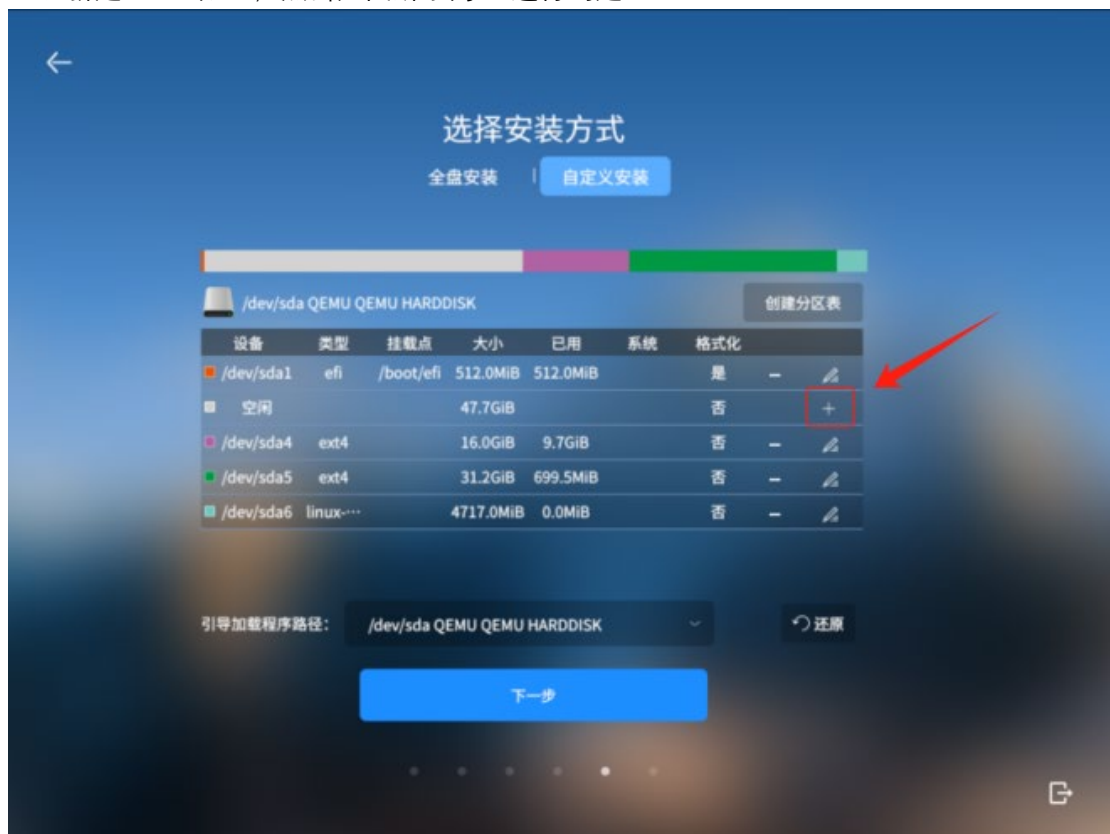 选择安装方式
全盘安装 | 自定义安装
/dev/sda QEMU QEMU HARDDISK 创建分区表
设备 类型 挂载点 大小 已用 系统 格式化
/dev/sda1 efi /boot/efi 512.0MiB 512.0MiB 是
空闲 47.7GiB 否
/dev/sda4 ext4 16.0GiB 9.7GiB 否
/dev/sda5 ext4 31.2GiB 699.5MiB 否
/dev/sda6 linux-··· 4717.0MiB 0.0MiB 否
引导加载程序路径: /dev/sda QEMU QEMU HARDDISK 还原
下一步